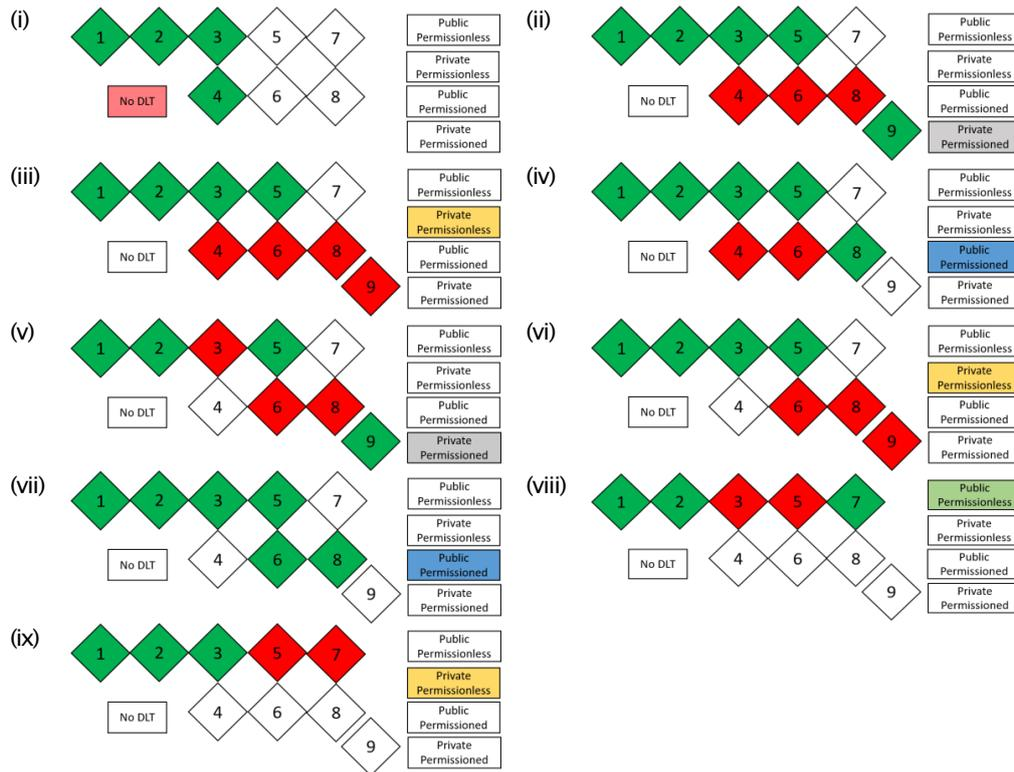 (i)
1 2 3 5 7
4 6 8
No DLT
Public
Permissionless
Private
Permissionless
Public
Permissioned
Private
Permissioned
(ii)
1 2 3 5 7
4 6 8
9
No DLT
Public
Permissionless
Private
Permissionless
Public
Permissioned
Private
Permissioned
(iii)
1 2 3 5 7
4 6 8
9
No DLT
Public
Permissionless
Private
Permissionless
Public
Permissioned
Private
Permissioned
(iv)
1 2 3 5 7
4 6 8
9
No DLT
Public
Permissionless
Private
Permissionless
Public
Permissioned
Private
Permissioned
(v)
1 2 3 5 7
4 6 8
9
No DLT
Public
Permissionless
Private
Permissionless
Public
Permissioned
Private
Permissioned
(vi)
1 2 3 5 7
4 6 8
9
No DLT
Public
Permissionless
Private
Permissionless
Public
Permissioned
Private
Permissioned
(vii)
1 2 3 5 7
4 6 8
9
No DLT
Public
Permissionless
Private
Permissionless
Public
Permissioned
Private
Permissioned
(viii)
1 2 3 5 7
4 6 8
9
No DLT
Public
Permissionless
Private
Permissionless
Public
Permissioned
Private
Permissioned
(ix)
1 2 3 5 7
4 6 8
9
No DLT
Public
Permissionless
Private
Permissionless
Public
Permissioned
Private
Permissioned